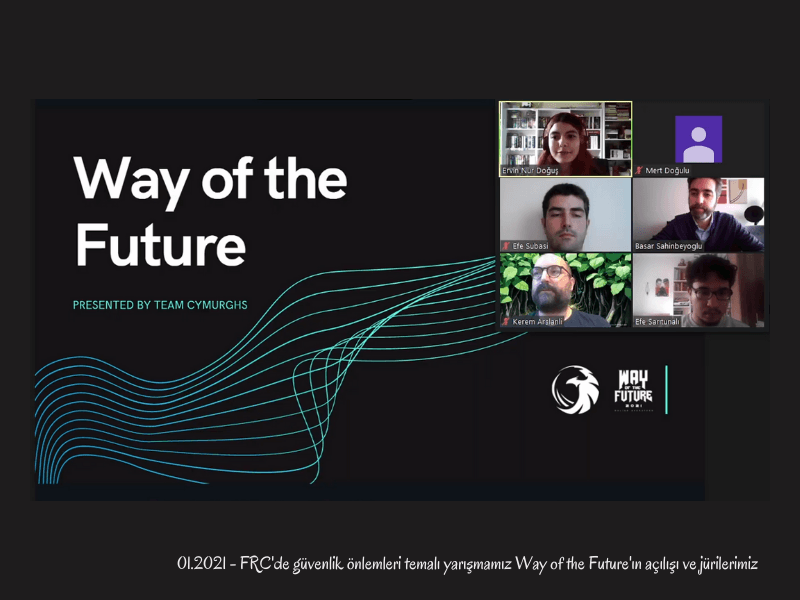 Way of the
Future
PRESENTED BY TEAM CYMURGHS
Ervin Nur Doğuş
Mert Doğulu
Efe Subasi
Basar Sahinbeyoglu
Kerem Arslanli
Efe Sarıtunalı
WAY
OF THE
FUTURE
2021
01.2021 - FRC'de güvenlik önlemleri temalı yarışmamız Way of the Future'ın açılışı ve jürilerimiz